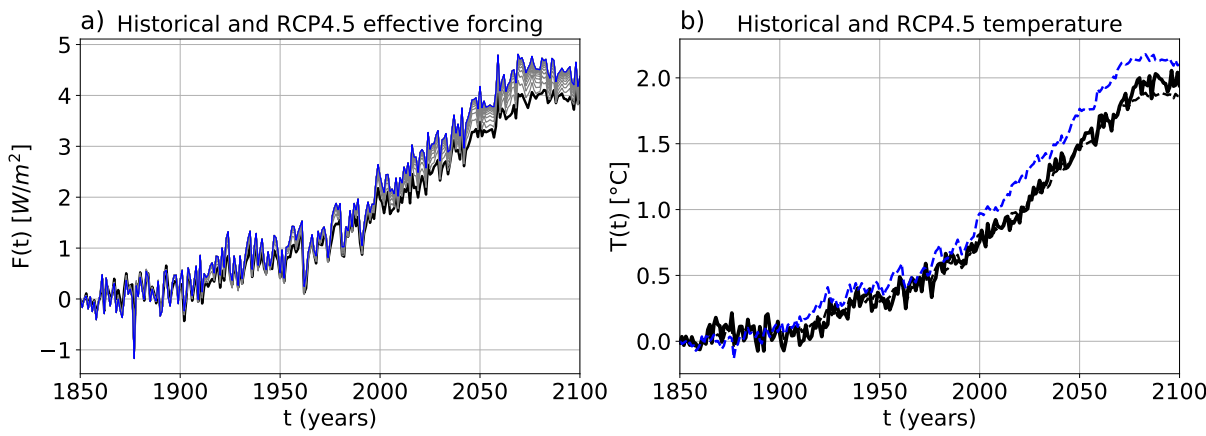 a) Historical and RCP4.5 effective forcing
F(t) [W/m²]
5
4
3
2
1
0
−1
1850 1900 1950 2000 2050 2100
t (years)
b) Historical and RCP4.5 temperature
T(t) [°C]
2.0
1.5
1.0
0.5
0.0
1850 1900 1950 2000 2050 2100
t (years)